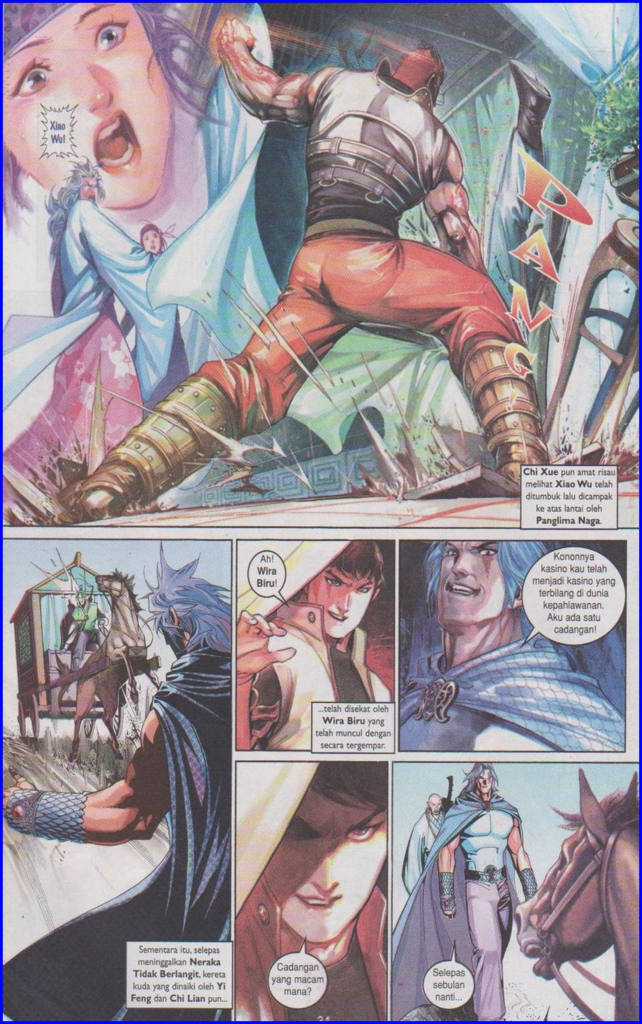 Xiao
Wu!
PANG!
Chi Xue pun amat risau
melihat Xiao Wu telah
ditumbuk lalu dicampak
ke atas lantai oleh
Panglima Naga.
Sementara itu, selepas
meninggalkan Neraka
Tidak Berlangit, kereta
kuda yang dinaiki oleh Yi
Feng dan Chi Lian pun...
Ah!
Wira
Biru!
...telah disekat oleh
Wira Biru yang
telah muncul dengan
secara tergempar.
Kononnya
kasino kau telah
menjadi kasino yang
terbilang di dunia
kepahlawanan.
Aku ada satu
cadangan!
Cadangan
yang macam
mana?
Selepas
sebulan
nanti...
24